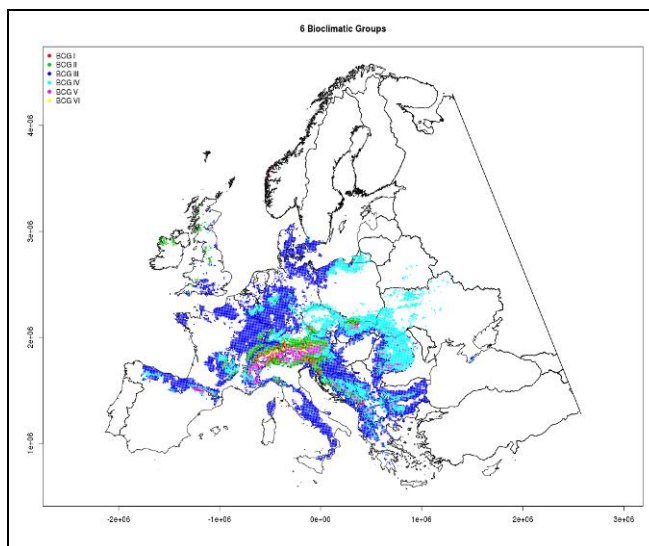 6 Bioclimatic Groups
BCG I
BCG II
BCG III
BCG IV
BCG V
BCG VI
4e+06
3e+06
2e+06
1e+06
-2e+06 -1e+06 0e+00 1e+06 2e+06 3e+06